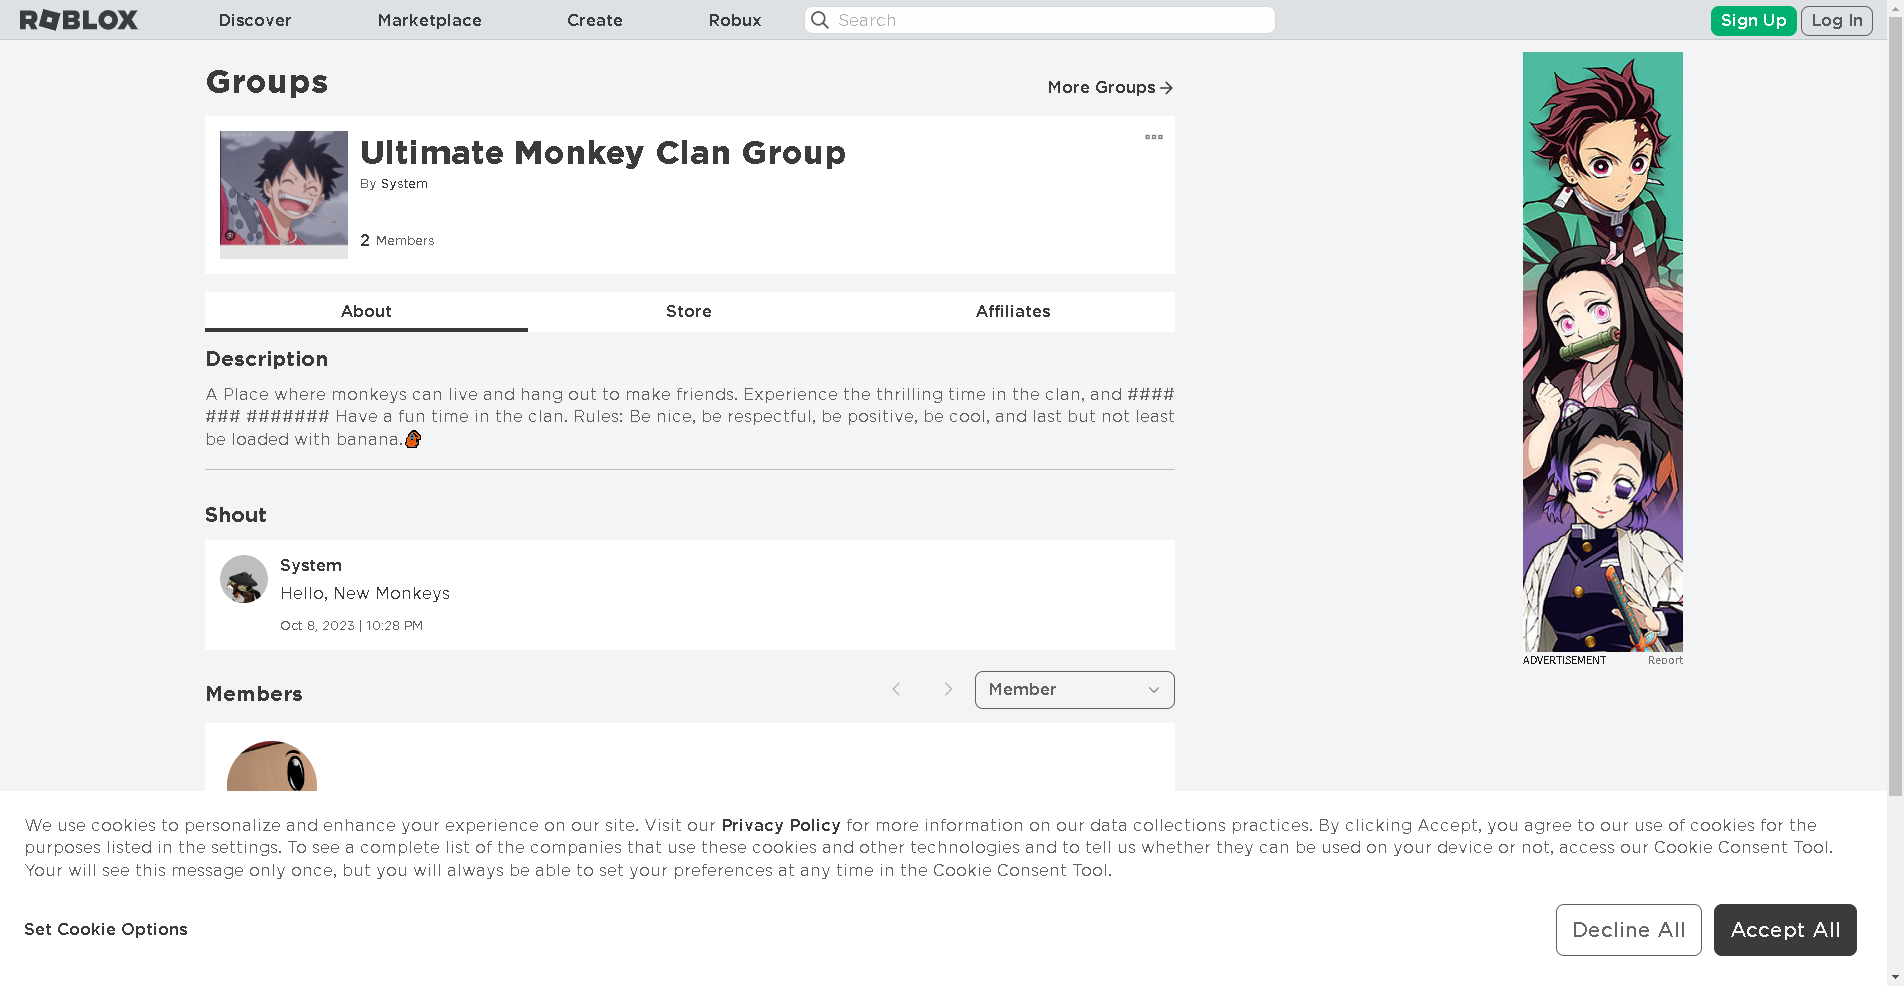 ROBLOX Discover Marketplace Create Robux Search Sign Up Log In
Groups
More Groups
Ultimate Monkey Clan Group
By System
2 Members
About Store Affiliates
Description
A Place where monkeys can live and hang out to make friends. Experience the thrilling time in the clan, and ####
### ####### Have a fun time in the clan. Rules: Be nice, be respectful, be positive, be cool, and last but not least
be loaded with banana.
Shout
System
Hello, New Monkeys
Oct 8, 2023 | 10:28 PM
Members
Member
ADVERTISEMENT Report
We use cookies to personalize and enhance your experience on our site. Visit our Privacy Policy for more information on our data collections practices. By clicking Accept, you agree to our use of cookies for the
purposes listed in the settings. To see a complete list of the companies that use these cookies and other technologies and to tell us whether they can be used on your device or not, access our Cookie Consent Tool.
Your will see this message only once, but you will always be able to set your preferences at any time in the Cookie Consent Tool.
Set Cookie Options
Decline All
Accept All